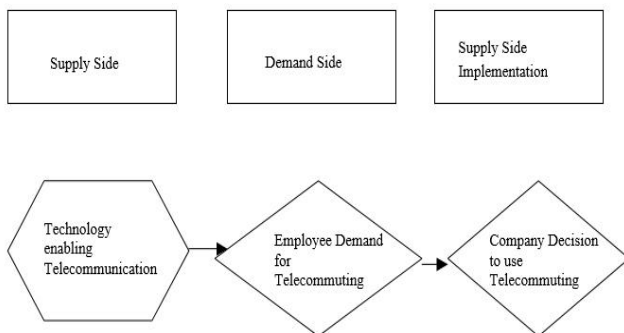 Supply Side
Demand Side
Supply Side
Implementation
Technology
enabling
Telecommunication
Employee Demand
for
Telecommuting
Company Decision
to use
Telecommuting